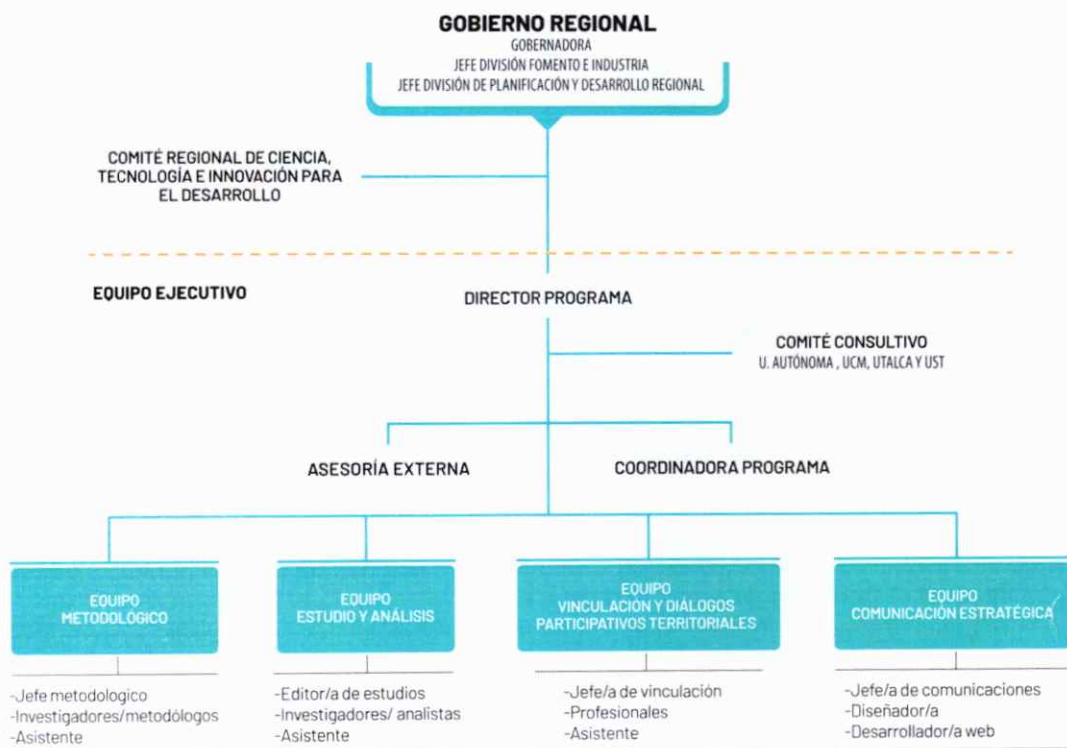 GOBIERNO REGIONAL
GOBERNADORA
JEFE DIVISIÓN FOMENTO E INDUSTRIA
JEFE DIVISIÓN DE PLANIFICACIÓN Y DESARROLLO REGIONAL
COMITÉ REGIONAL DE CIENCIA,
TECNOLOGÍA E INNOVACIÓN PARA
EL DESARROLLO
EQUIPO EJECUTIVO
DIRECTOR PROGRAMA
COMITÉ CONSULTIVO
U. AUTÓNOMA , UCM, UTALCA Y UST
ASESORÍA EXTERNA
COORDINADORA PROGRAMA
EQUIPO
METODOLÓGICO
-Jefe metodologico
-Investigadores/metodólogos
-Asistente
EQUIPO
ESTUDIO Y ANÁLISIS
-Editor/a de estudios
-Investigadores/ analistas
-Asistente
EQUIPO
VINCULACIÓN Y DIÁLOGOS
PARTICIPATIVOS TERRITORIALES
-Jefe/a de vinculación
-Profesionales
-Asistente
EQUIPO
COMUNICACIÓN ESTRATÉGICA
-Jefe/a de comunicaciones
-Diseñador/a
-Desarrollador/a web